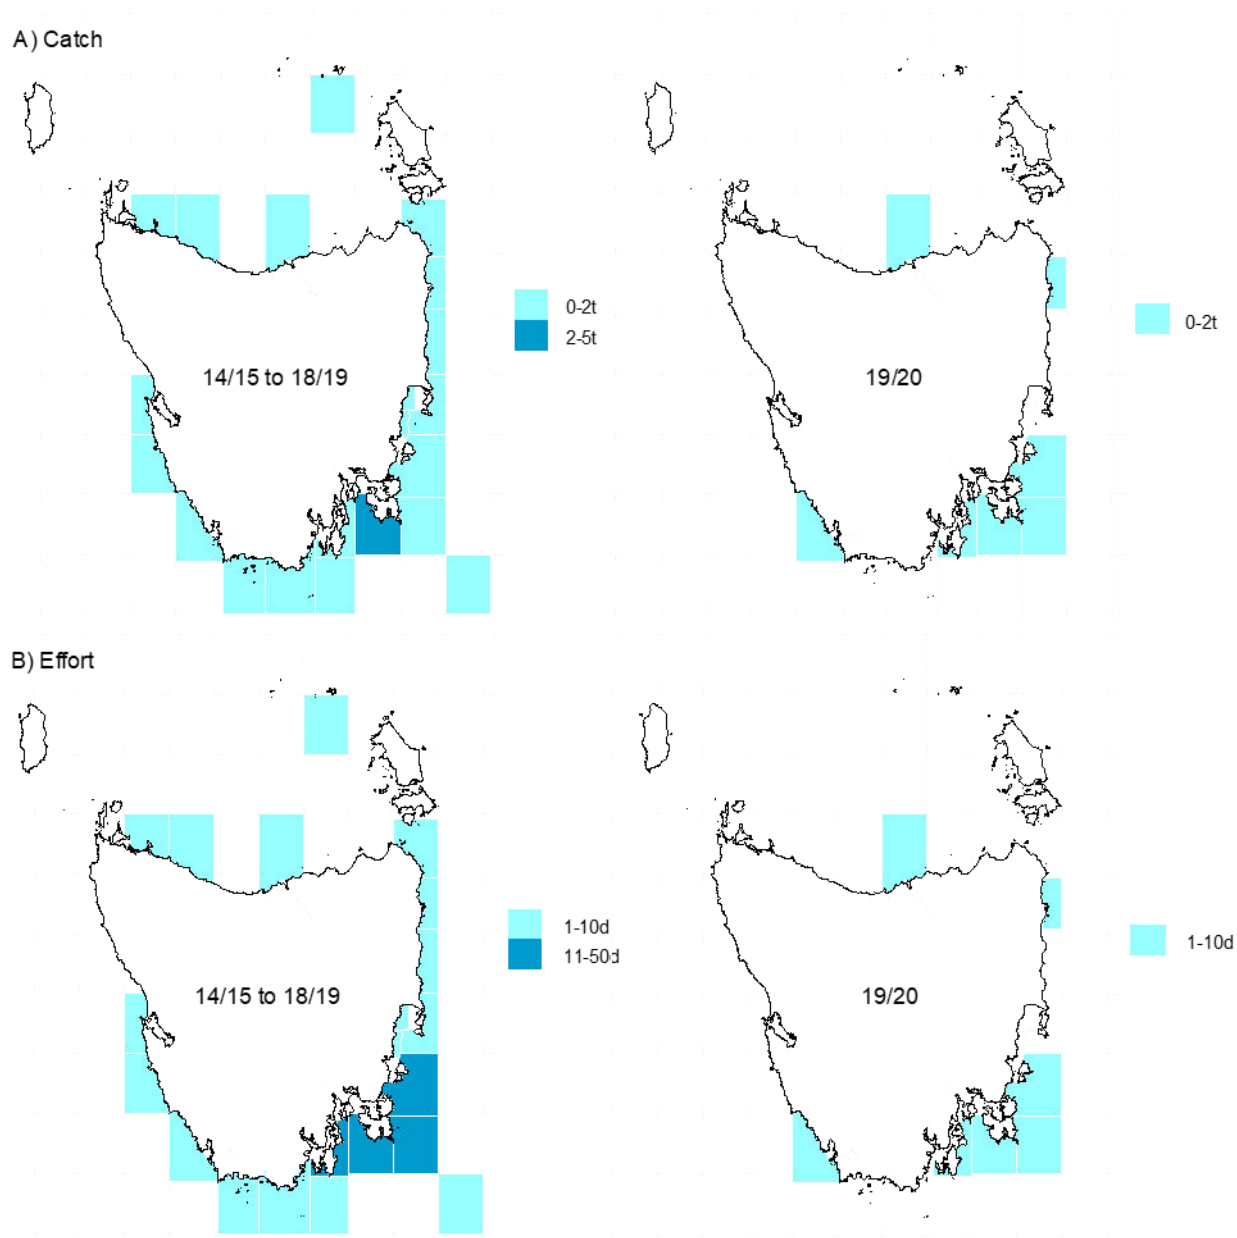 A) Catch
14/15 to 18/19
0-2t
2-5t
19/20
0-2t
B) Effort
14/15 to 18/19
1-10d
11-50d
19/20
1-10d